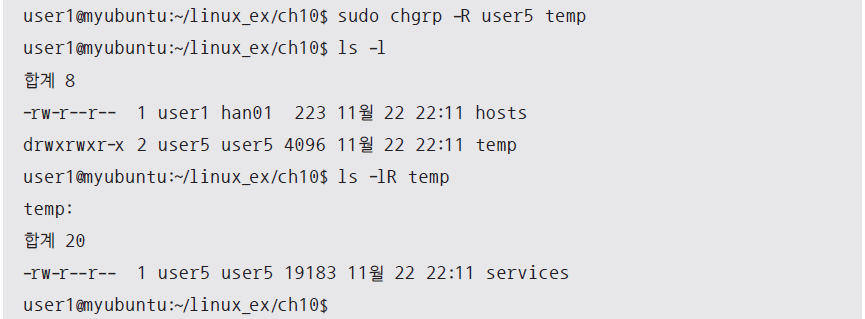 user1@myubuntu:~/linux_ex/ch10$ sudo chgrp -R user5 temp
user1@myubuntu:~/linux_ex/ch10$ ls -l
합계 8
-rw-r--r--  1 user1 han01  223 11월 22 22:11 hosts
drwxrwxr-x 2 user5 user5 4096 11월 22 22:11 temp
user1@myubuntu:~/linux_ex/ch10$ ls -lR temp
temp:
합계 20
-rw-r--r--  1 user5 user5 19183 11월 22 22:11 services
user1@myubuntu:~/linux_ex/ch10$